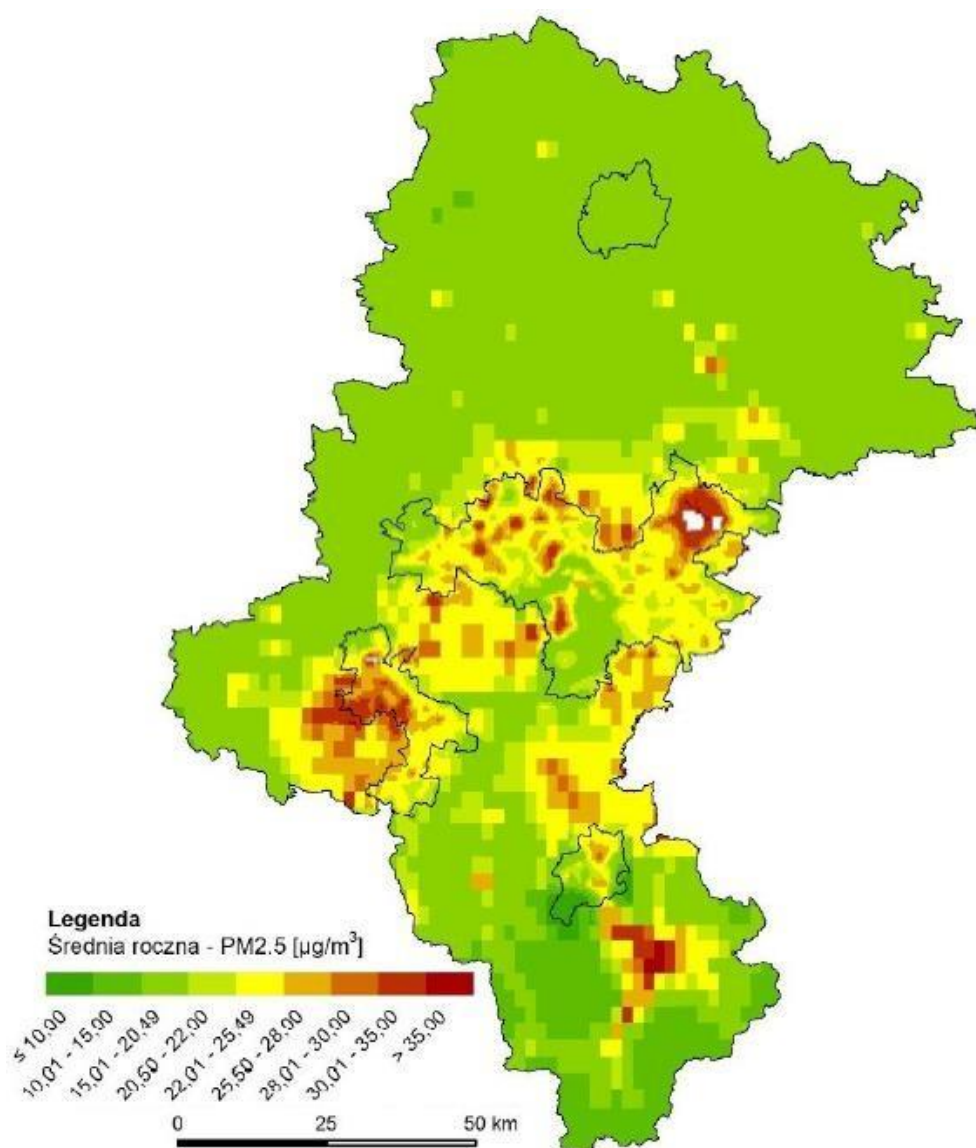 Legenda
Średnia roczna - PM2.5 [µg/m³]
≤ 10,00
10,01 - 15,00
15,01 - 20,49
20,50 - 22,00
22,01 - 25,49
25,50 - 28,00
28,01 - 30,00
30,01 - 35,00
> 35,00
0 25 50 km